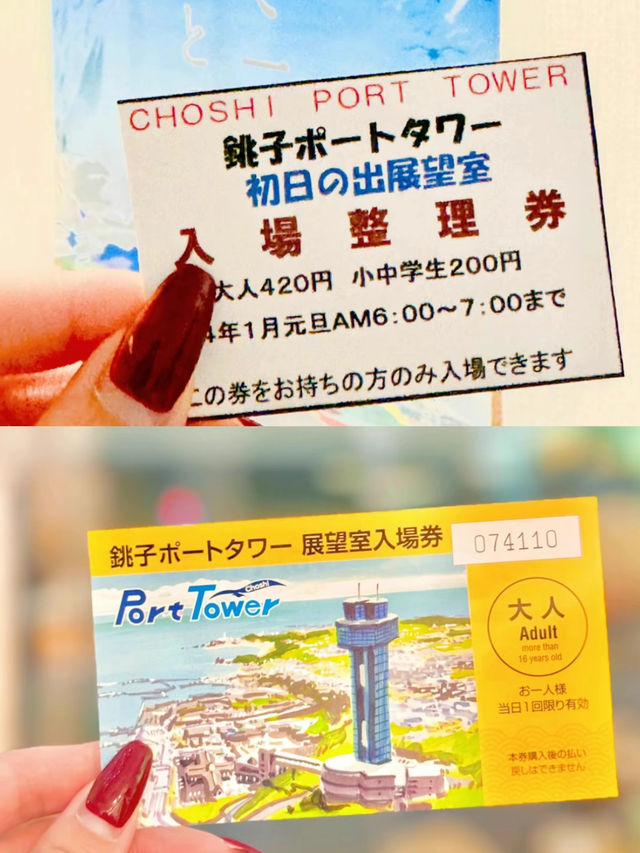 CHOSHI PORT TOWER
銚子ポートタワー
初日の出展望室
入場整理券
大人420円 小中学生200円
4年1月元旦AM6:00~7:00まで
この券をお持ちの方のみ入場できます
銚子ポートタワー 展望室入場券
074110
Choshi
Port Tower
大人
Adult
more than
16 years old
お一人様
当日1回限り有効
本券購入後の払い
戻しはできません